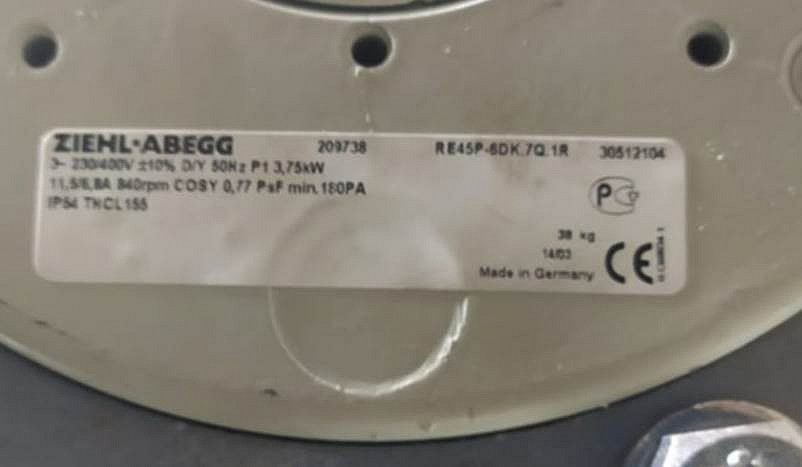 ZIEHL-ABEGG 209738 RE45P-6DK.7Q.1R 30512104
3~ 230/400V ±10% D/Y 50Hz P1 3,75kW
11,5/6,8A 840rpm COSY 0,77 PsF min.180PA
IP54 THCL155
38 kg
14/03
Made in Germany CE